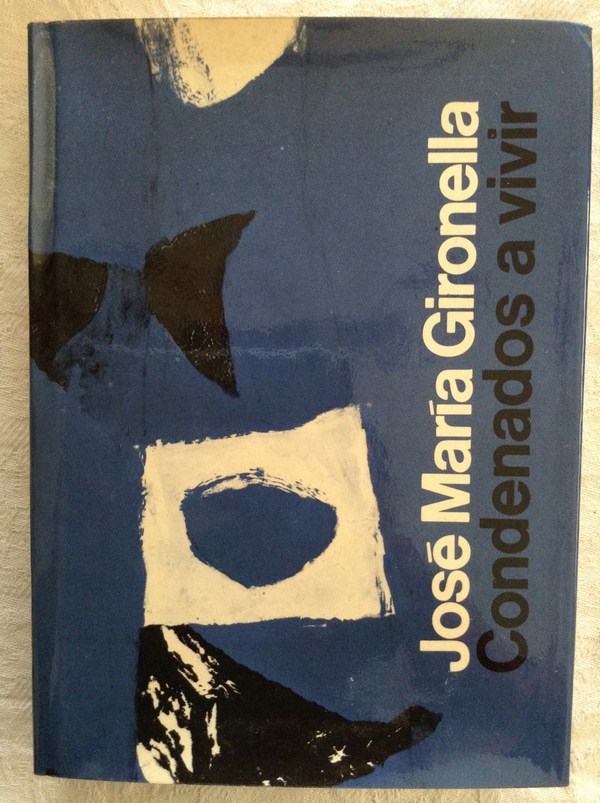 José María Gironella
Condenados a vivir